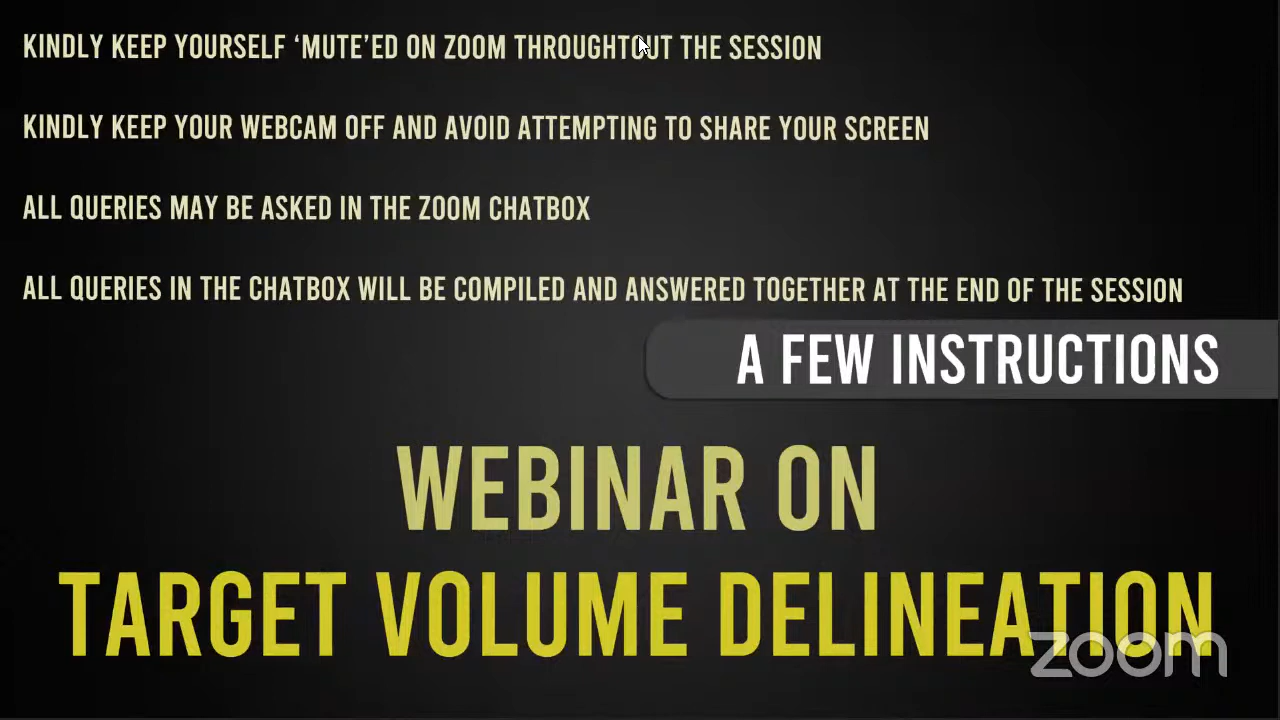 KINDLY KEEP YOURSELF ‘MUTE’ED ON ZOOM THROUGHTOUT THE SESSION
KINDLY KEEP YOUR WEBCAM OFF AND AVOID ATTEMPTING TO SHARE YOUR SCREEN
ALL QUERIES MAY BE ASKED IN THE ZOOM CHATBOX
ALL QUERIES IN THE CHATBOX WILL BE COMPILED AND ANSWERED TOGETHER AT THE END OF THE SESSION
A FEW INSTRUCTIONS
WEBINAR ON
TARGET VOLUME DELINEATION
zoom